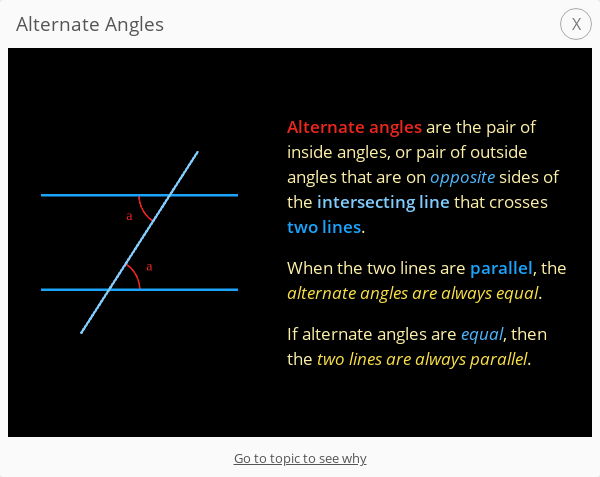 Alternate Angles
X
a
a
Alternate angles are the pair of
inside angles, or pair of outside
angles that are on opposite sides of
the intersecting line that crosses
two lines.
When the two lines are parallel, the
alternate angles are always equal.
If alternate angles are equal, then
the two lines are always parallel.
Go to topic to see why